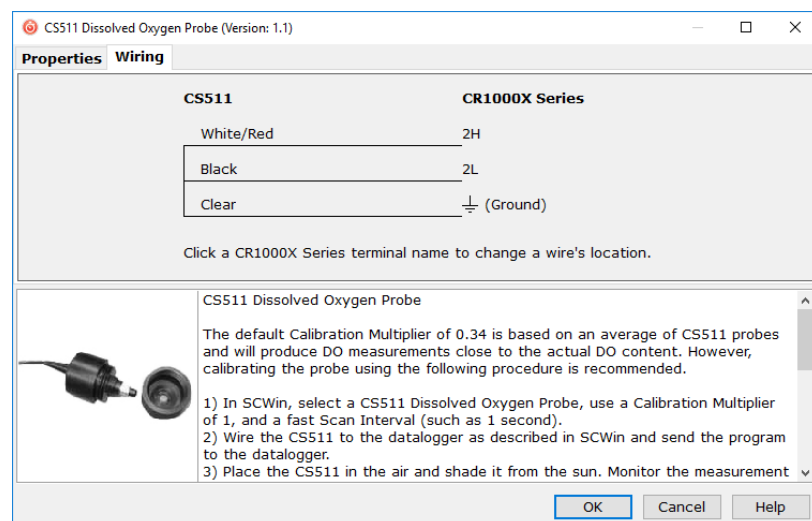 CS511 Dissolved Oxygen Probe (Version: 1.1)
Properties Wiring
CS511 CR1000X Series
White/Red 2H
Black 2L
Clear (Ground)
Click a CR1000X Series terminal name to change a wire's location.
CS511 Dissolved Oxygen Probe
The default Calibration Multiplier of 0.34 is based on an average of CS511 probes
and will produce DO measurements close to the actual DO content. However,
calibrating the probe using the following procedure is recommended.
1) In SCWin, select a CS511 Dissolved Oxygen Probe, use a Calibration Multiplier
of 1, and a fast Scan Interval (such as 1 second).
2) Wire the CS511 to the datalogger as described in SCWin and send the program
to the datalogger.
3) Place the CS511 in the air and shade it from the sun. Monitor the measurement
OK Cancel Help